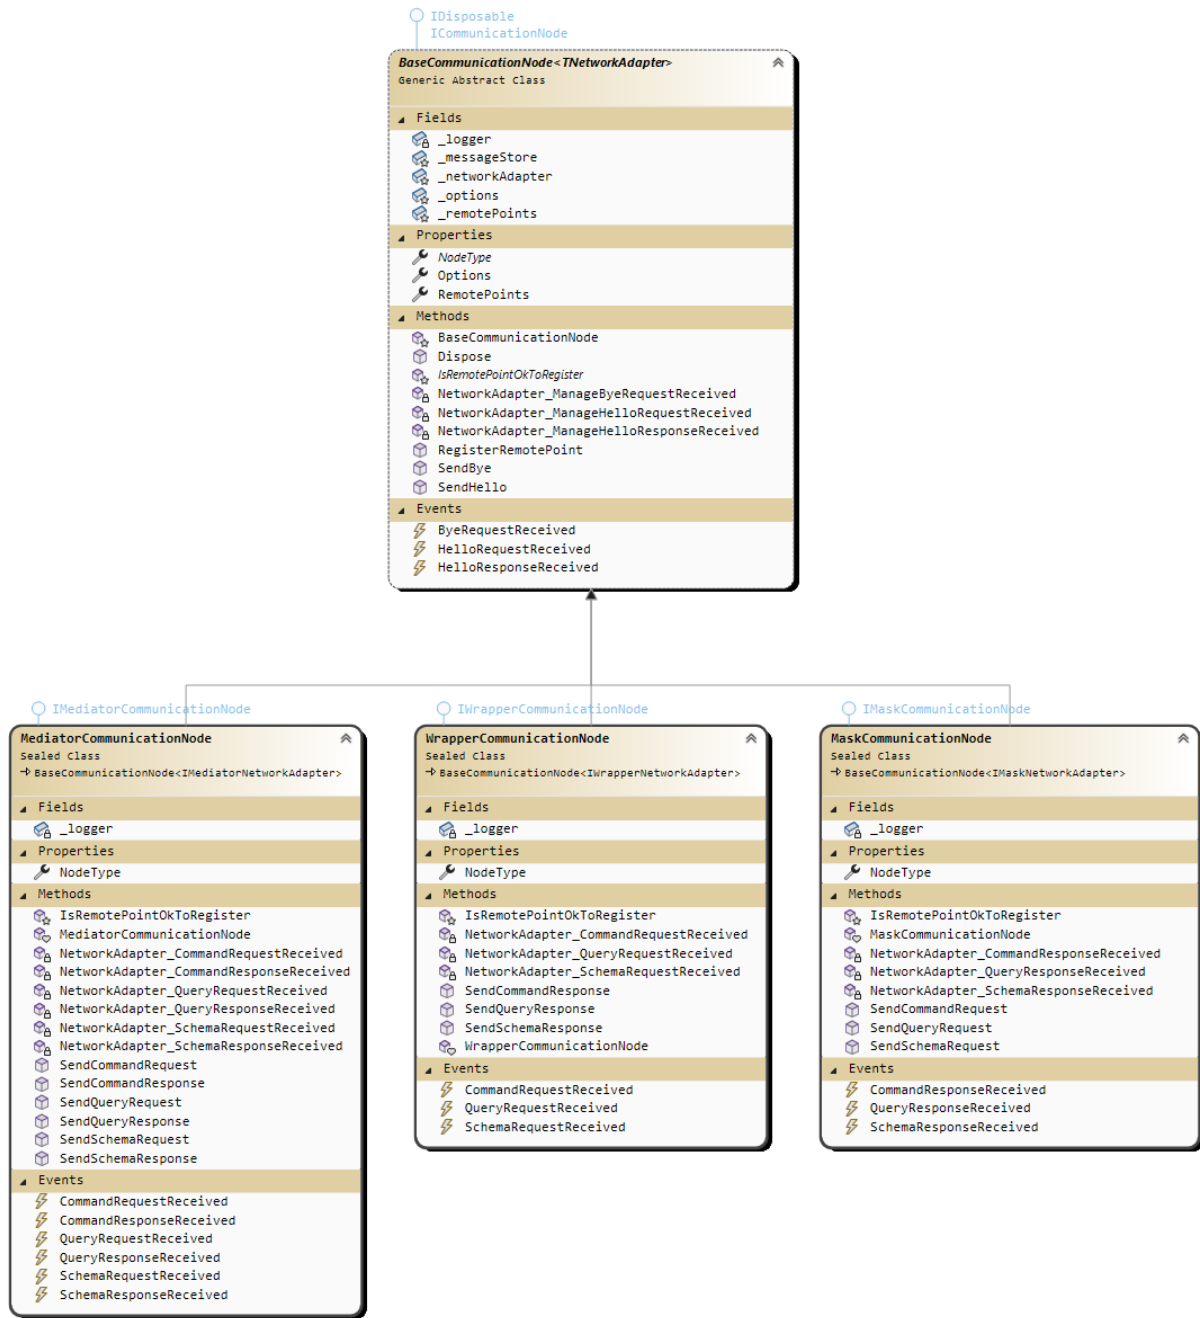 IDisposable
ICommunicationNode
BaseCommunicationNode<TNetworkAdapter>
Generic Abstract Class
Fields
_logger
_messageStore
_networkAdapter
_options
_remotePoints
Properties
NodeType
Options
RemotePoints
Methods
BaseCommunicationNode
Dispose
IsRemotePointOkToRegister
NetworkAdapter_ManageByeRequestReceived
NetworkAdapter_ManageHelloRequestReceived
NetworkAdapter_ManageHelloResponseReceived
RegisterRemotePoint
SendBye
SendHello
Events
ByeRequestReceived
HelloRequestReceived
HelloResponseReceived
IMediatorCommunicationNode
MediatorCommunicationNode
Sealed Class
BaseCommunicationNode<IMediatorNetworkAdapter>
Fields
_logger
Properties
NodeType
Methods
IsRemotePointOkToRegister
MediatorCommunicationNode
NetworkAdapter_CommandRequestReceived
NetworkAdapter_CommandResponseReceived
NetworkAdapter_QueryRequestReceived
NetworkAdapter_QueryResponseReceived
NetworkAdapter_SchemaRequestReceived
NetworkAdapter_SchemaResponseReceived
SendCommandRequest
SendCommandResponse
SendQueryRequest
SendQueryResponse
SendSchemaRequest
SendSchemaResponse
Events
CommandRequestReceived
CommandResponseReceived
QueryRequestReceived
QueryResponseReceived
SchemaRequestReceived
SchemaResponseReceived
IWrapperCommunicationNode
WrapperCommunicationNode
Sealed Class
BaseCommunicationNode<IWrapperNetworkAdapter>
Fields
_logger
Properties
NodeType
Methods
IsRemotePointOkToRegister
NetworkAdapter_CommandRequestReceived
NetworkAdapter_QueryRequestReceived
NetworkAdapter_SchemaRequestReceived
SendCommandResponse
SendQueryResponse
SendSchemaResponse
WrapperCommunicationNode
Events
CommandRequestReceived
QueryRequestReceived
SchemaRequestReceived
IMaskCommunicationNode
MaskCommunicationNode
Sealed Class
BaseCommunicationNode<IMaskNetworkAdapter>
Fields
_logger
Properties
NodeType
Methods
IsRemotePointOkToRegister
MaskCommunicationNode
NetworkAdapter_CommandResponseReceived
NetworkAdapter_QueryResponseReceived
NetworkAdapter_SchemaResponseReceived
SendCommandRequest
SendQueryRequest
SendSchemaRequest
Events
CommandResponseReceived
QueryResponseReceived
SchemaResponseReceived